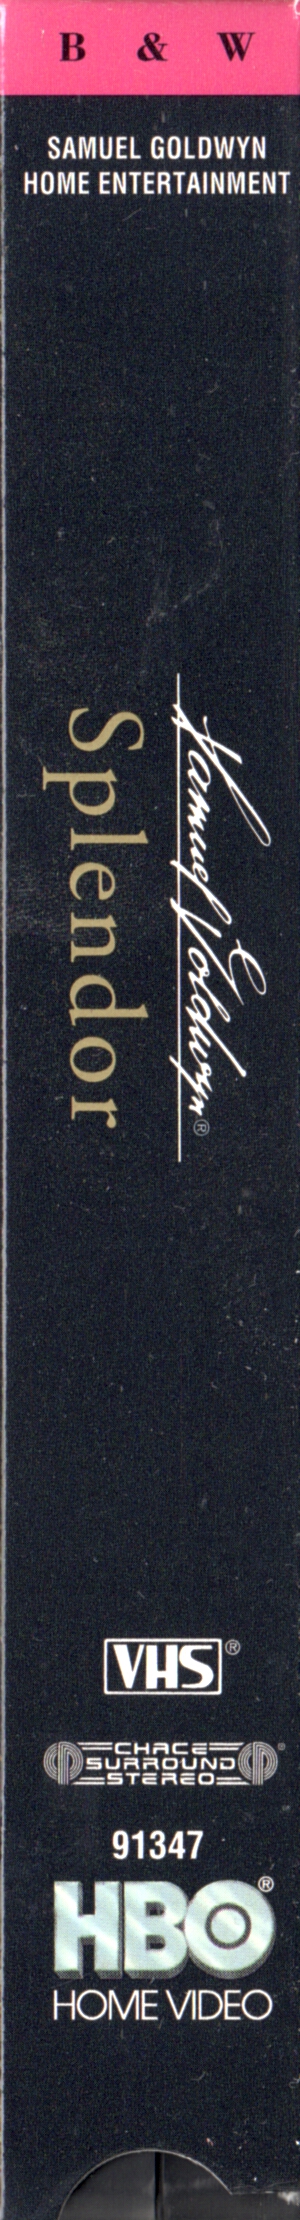 B & W
SAMUEL GOLDWYN
HOME ENTERTAINMENT
Samuel Goldwyn®
Splendor
VHS®
CHACE
SURROUND®
STEREO
91347
HBO®
HOME VIDEO